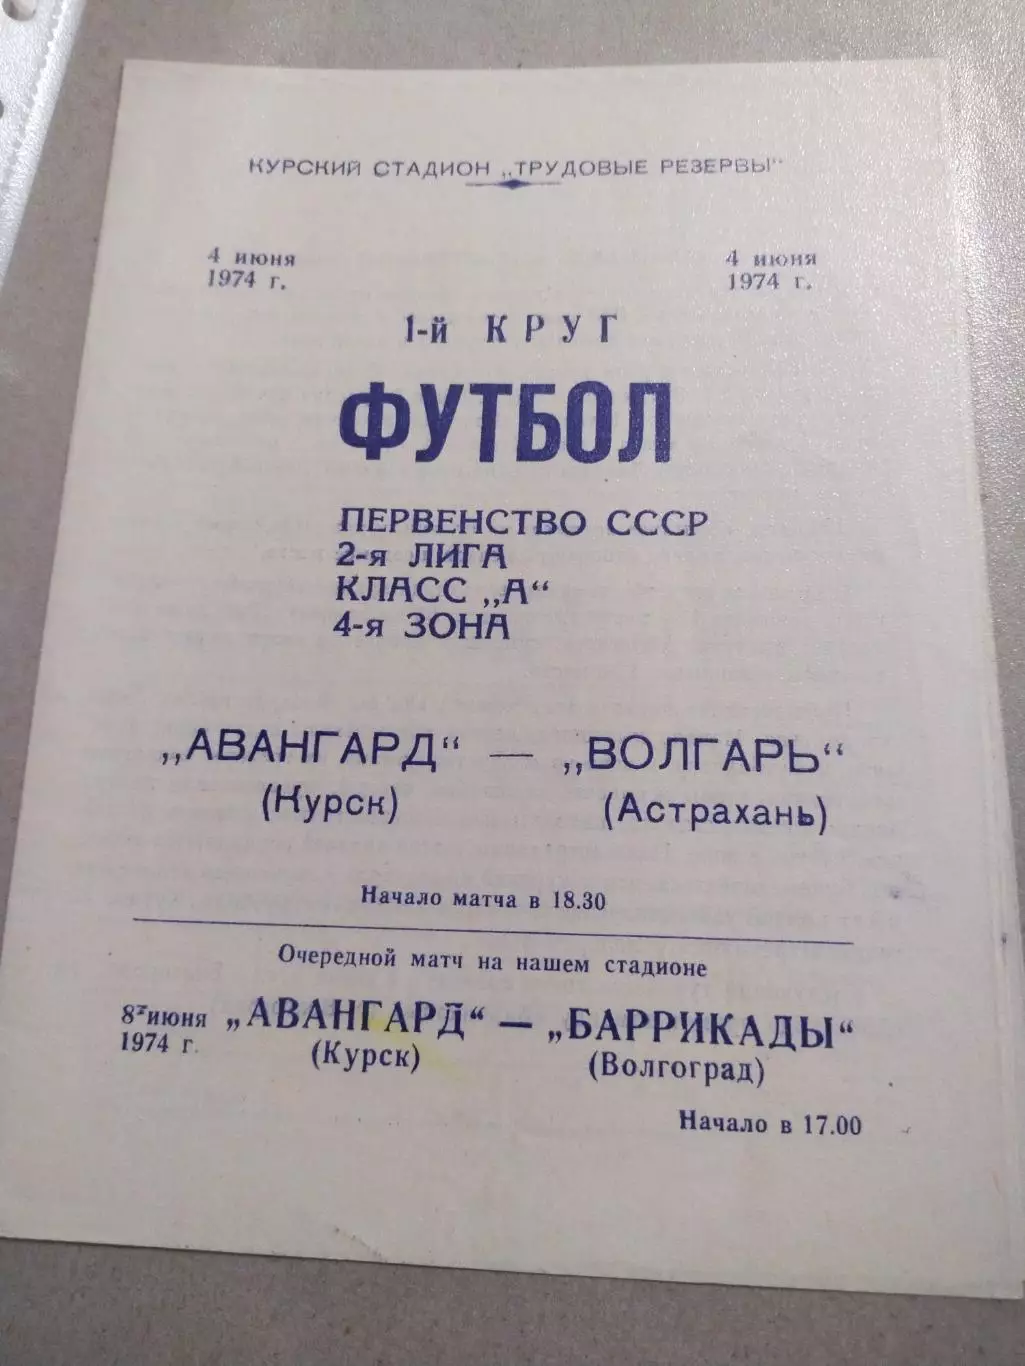 КУРСКИЙ СТАДИОН „ТРУДОВЫЕ РЕЗЕРВЫ“
4 июня 4 июня
1974 г. 1974 г.
1-й КРУГ
ФУТБОЛ
ПЕРВЕНСТВО СССР
2-я ЛИГА
КЛАСС „А“
4-я ЗОНА
„АВАНГАРД“ — „ВОЛГАРЬ“
(Курск) (Астрахань)
Начало матча в 18.30
Очередной матч на нашем стадионе
8 июня „АВАНГАРД“ — „БАРРИКАДЫ“
1974 г. (Курск) (Волгоград)
Начало в 17.00